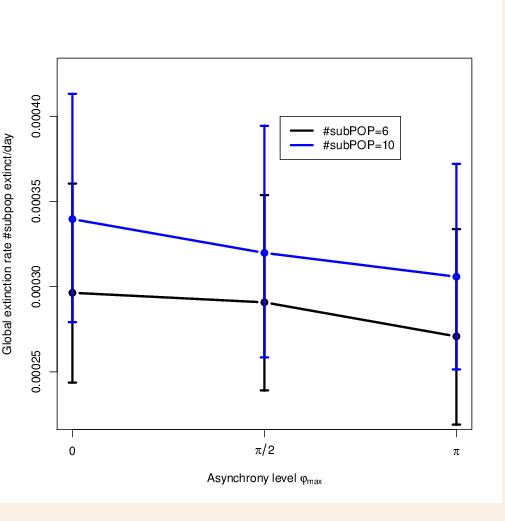 Global extinction rate #subpop extinct/day
0.00040
0.00035
0.00030
0.00025
#subPOP=6
#subPOP=10
0
π/2
π
Asynchrony level φmax